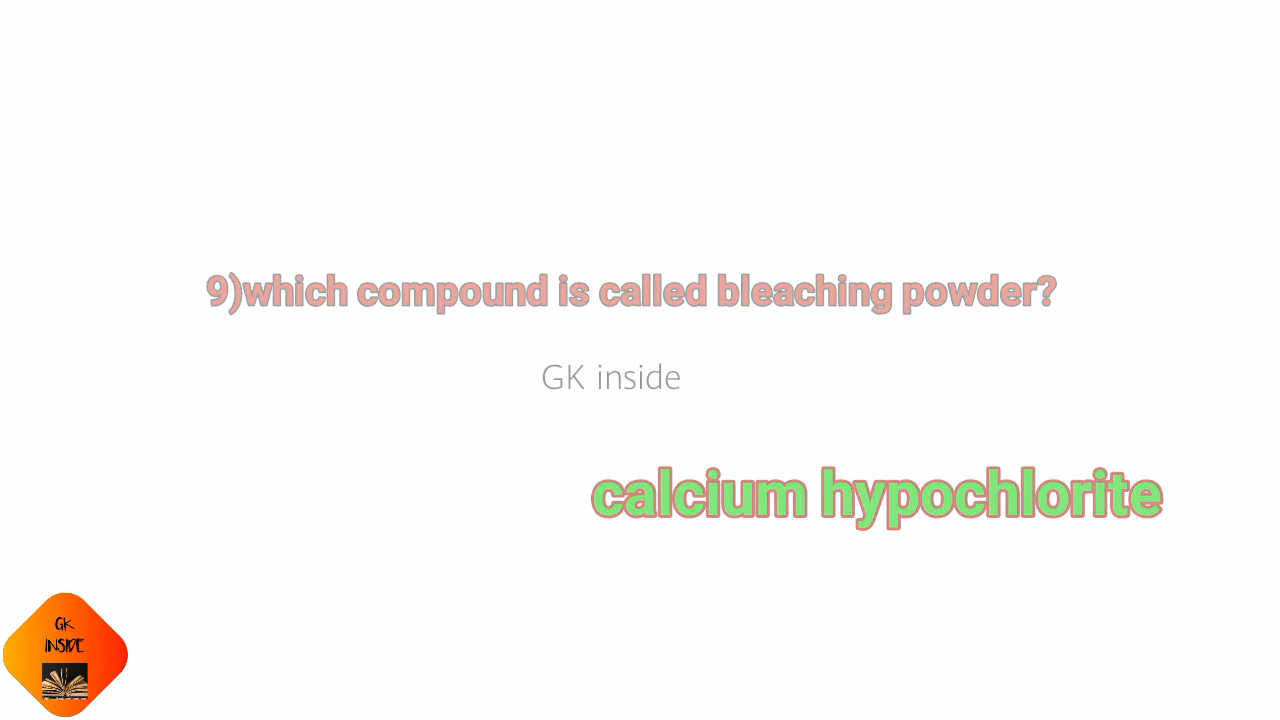 9)which compound is called bleaching powder?
GK inside
calcium hypochlorite
GK
INSIDE